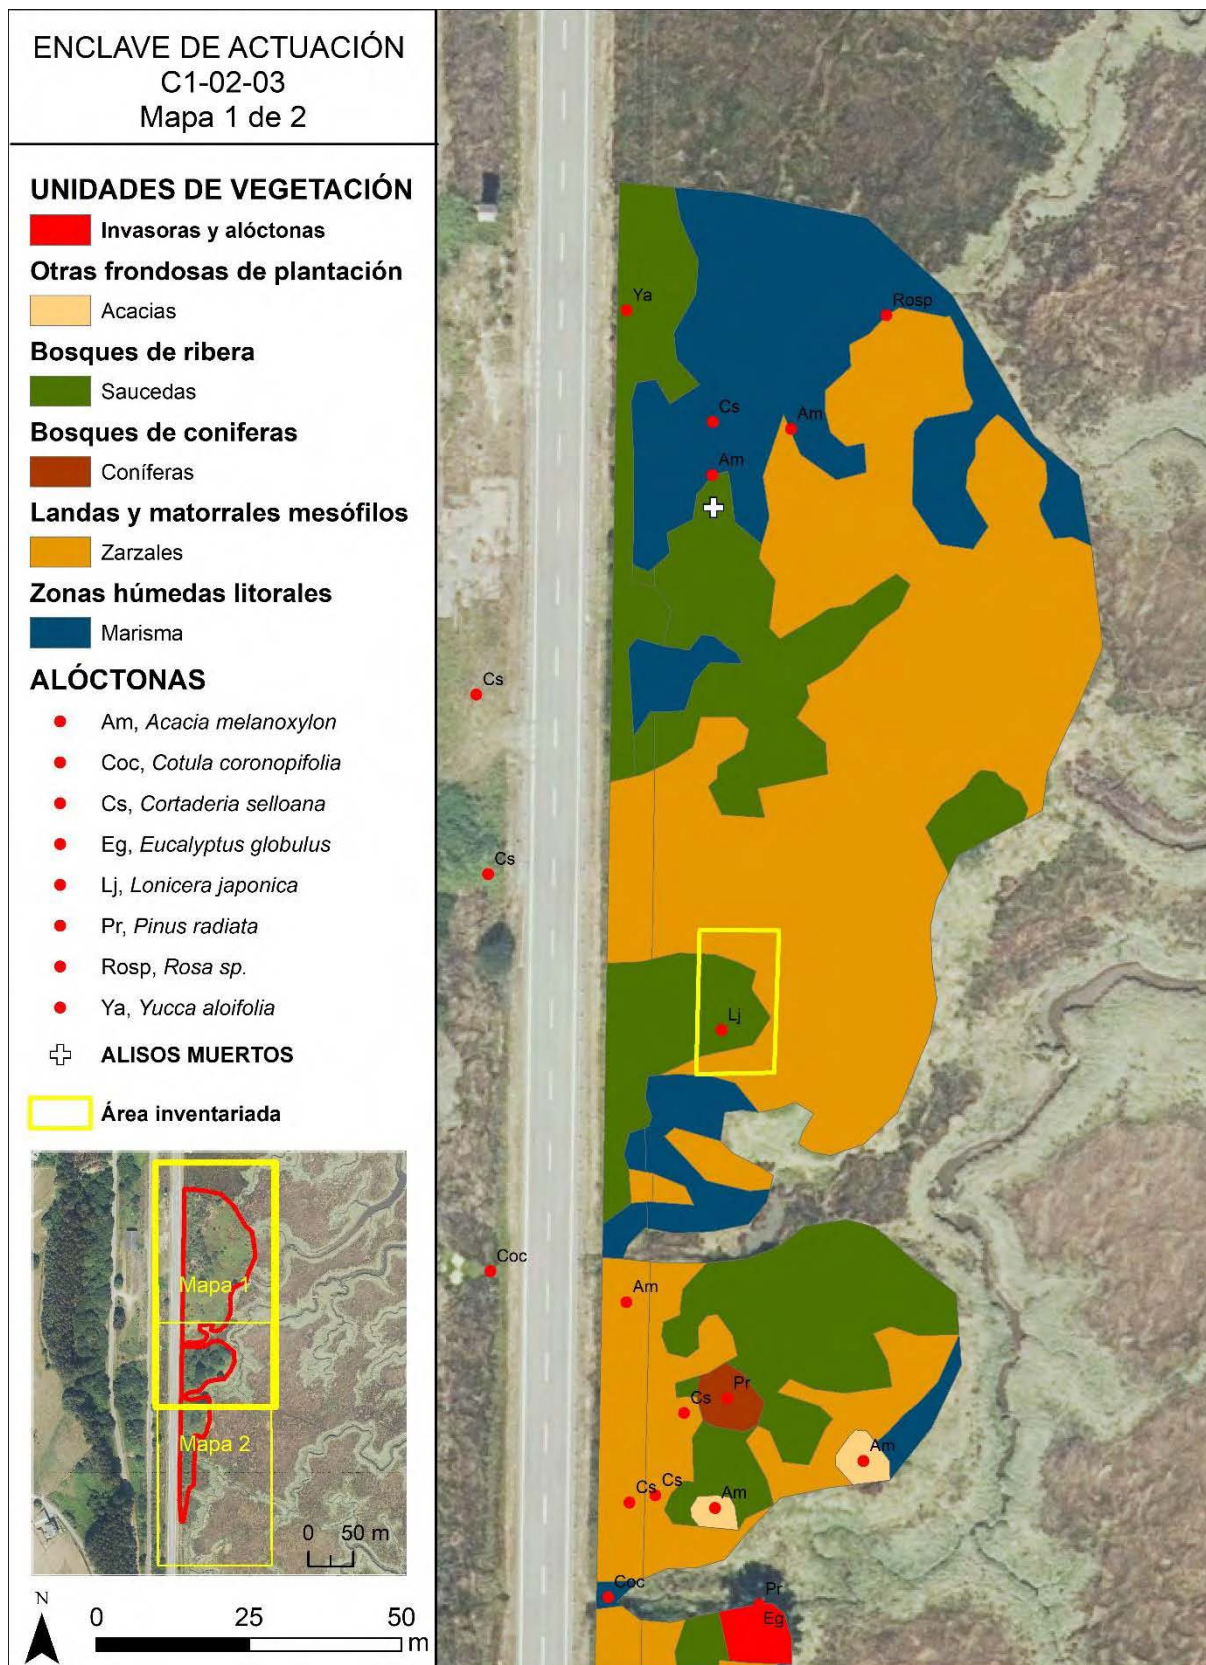 ENCLAVE DE ACTUACIÓN
C1-02-03
Mapa 1 de 2
UNIDADES DE VEGETACIÓN
Invasoras y alóctonas
Otras frondosas de plantación
Acacias
Bosques de ribera
Saucedas
Bosques de coniferas
Coníferas
Landas y matorrales mesófilos
Zarzales
Zonas húmedas litorales
Marisma
ALÓCTONAS
Am, Acacia melanoxylon
Coc, Cotula coronopifolia
Cs, Cortaderia selloana
Eg, Eucalyptus globulus
Lj, Lonicera japonica
Pr, Pinus radiata
Rosp, Rosa sp.
Ya, Yucca aloifolia
ALISOS MUERTOS
Área inventariada
Mapa 1
Mapa 2
0 50 m
N
0 25 50
m
Ya
Rosp
Cs
Am
Am
Cs
Cs
Lj
Coc
Am
Pr
Cs
Am
Cs
Cs
Am
Coc
Pr
Eg